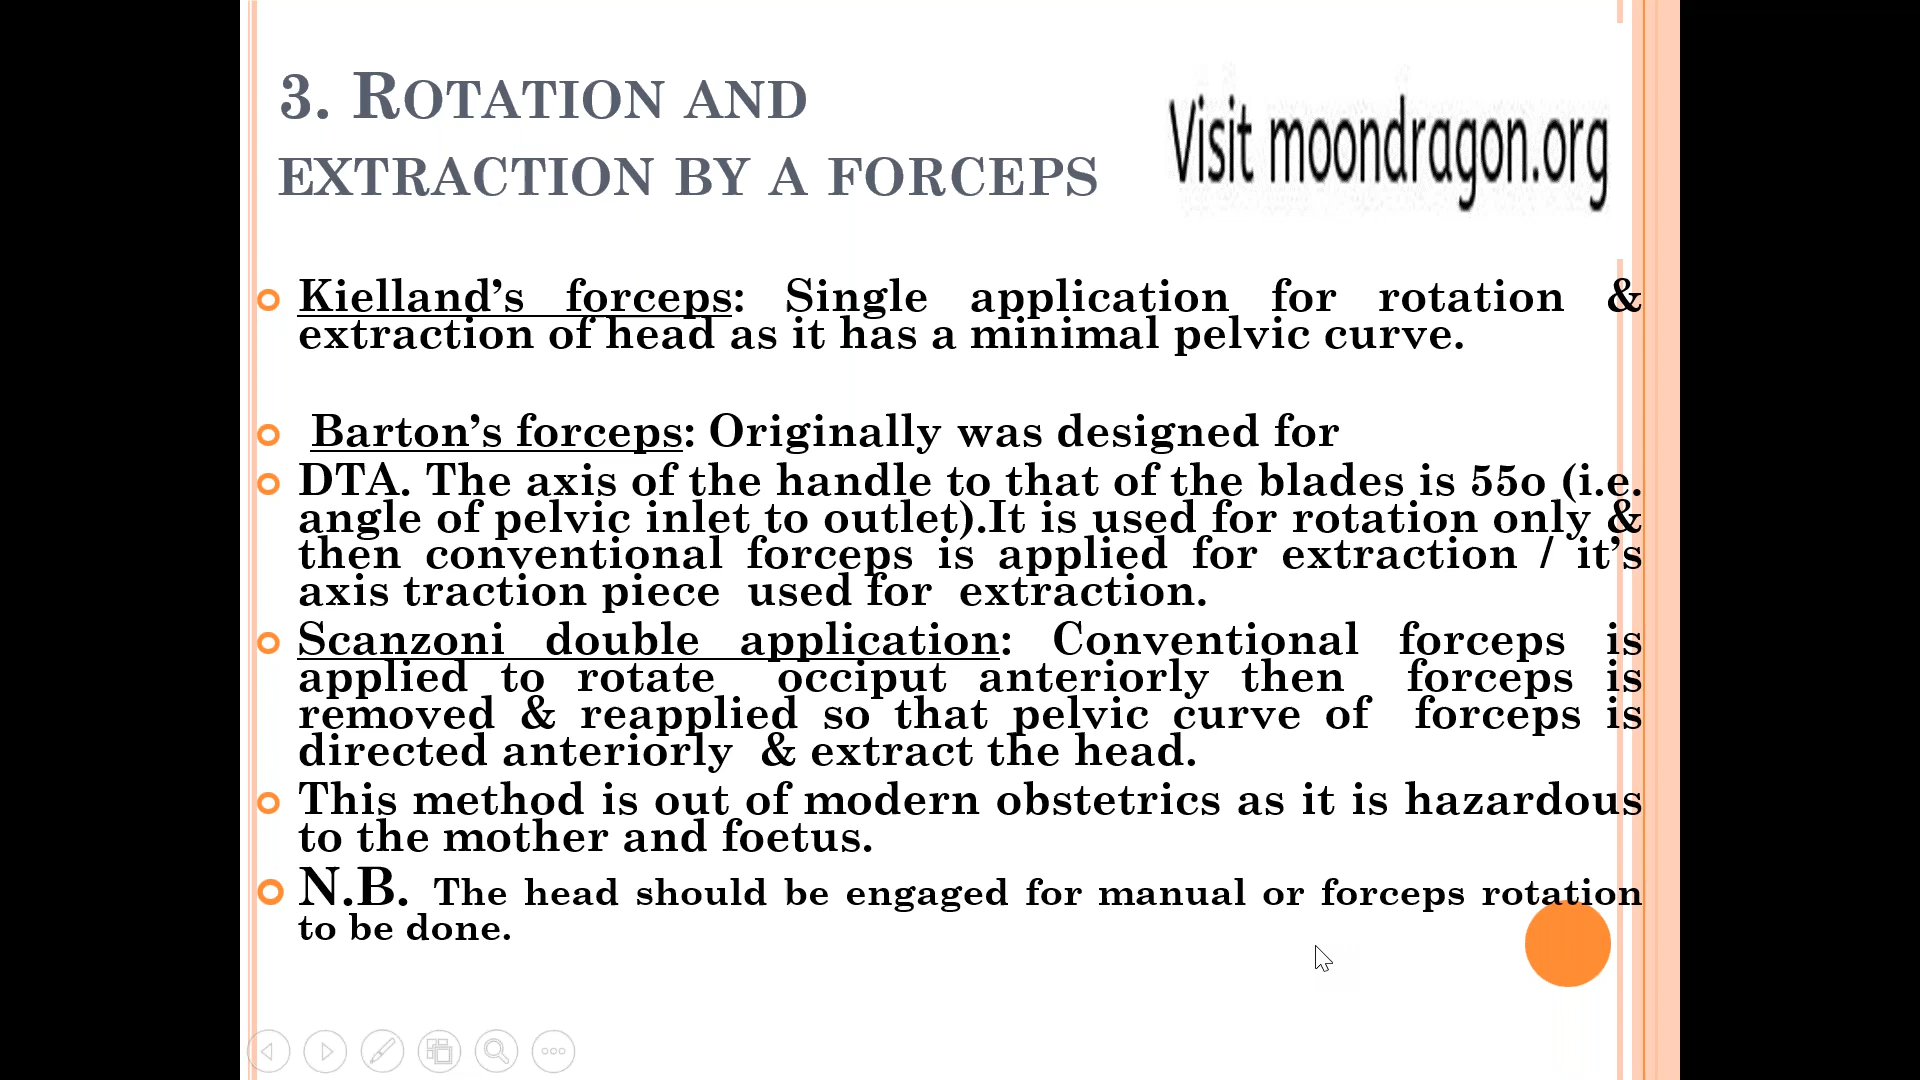 3. ROTATION AND
EXTRACTION BY A FORCEPS
Visit moondragon.org
Kielland's forceps: Single application for rotation &
extraction of head as it has a minimal pelvic curve.
Barton's forceps: Originally was designed for
DTA. The axis of the handle to that of the blades is 55o (i.e.
angle of pelvic inlet to outlet).It is used for rotation only &
then conventional forceps is applied for extraction / it's
axis traction piece used for extraction.
Scanzoni double application: Conventional forceps is
applied to rotate occiput anteriorly then forceps is
removed & reapplied so that pelvic curve of forceps is
directed anteriorly & extract the head.
This method is out of modern obstetrics as it is hazardous
to the mother and foetus.
N.B. The head should be engaged for manual or forceps rotation
to be done.